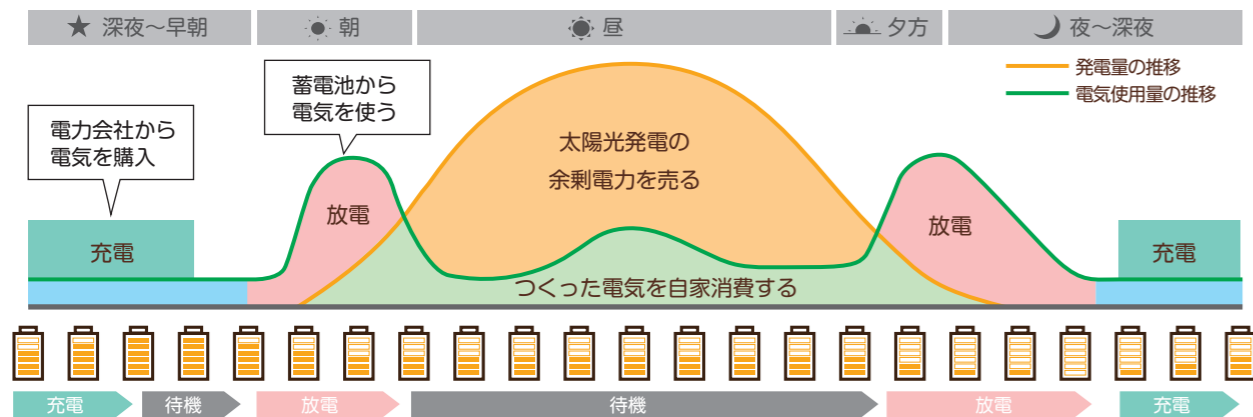 深夜〜早朝
朝
昼
夕方
夜〜深夜
発電量の推移
電気使用量の推移
蓄電池から
電気を使う
電力会社から
電気を購入
太陽光発電の
余剰電力を売る
放電
放電
充電
充電
つくった電気を自家消費する
充電
待機
放電
待機
放電
充電